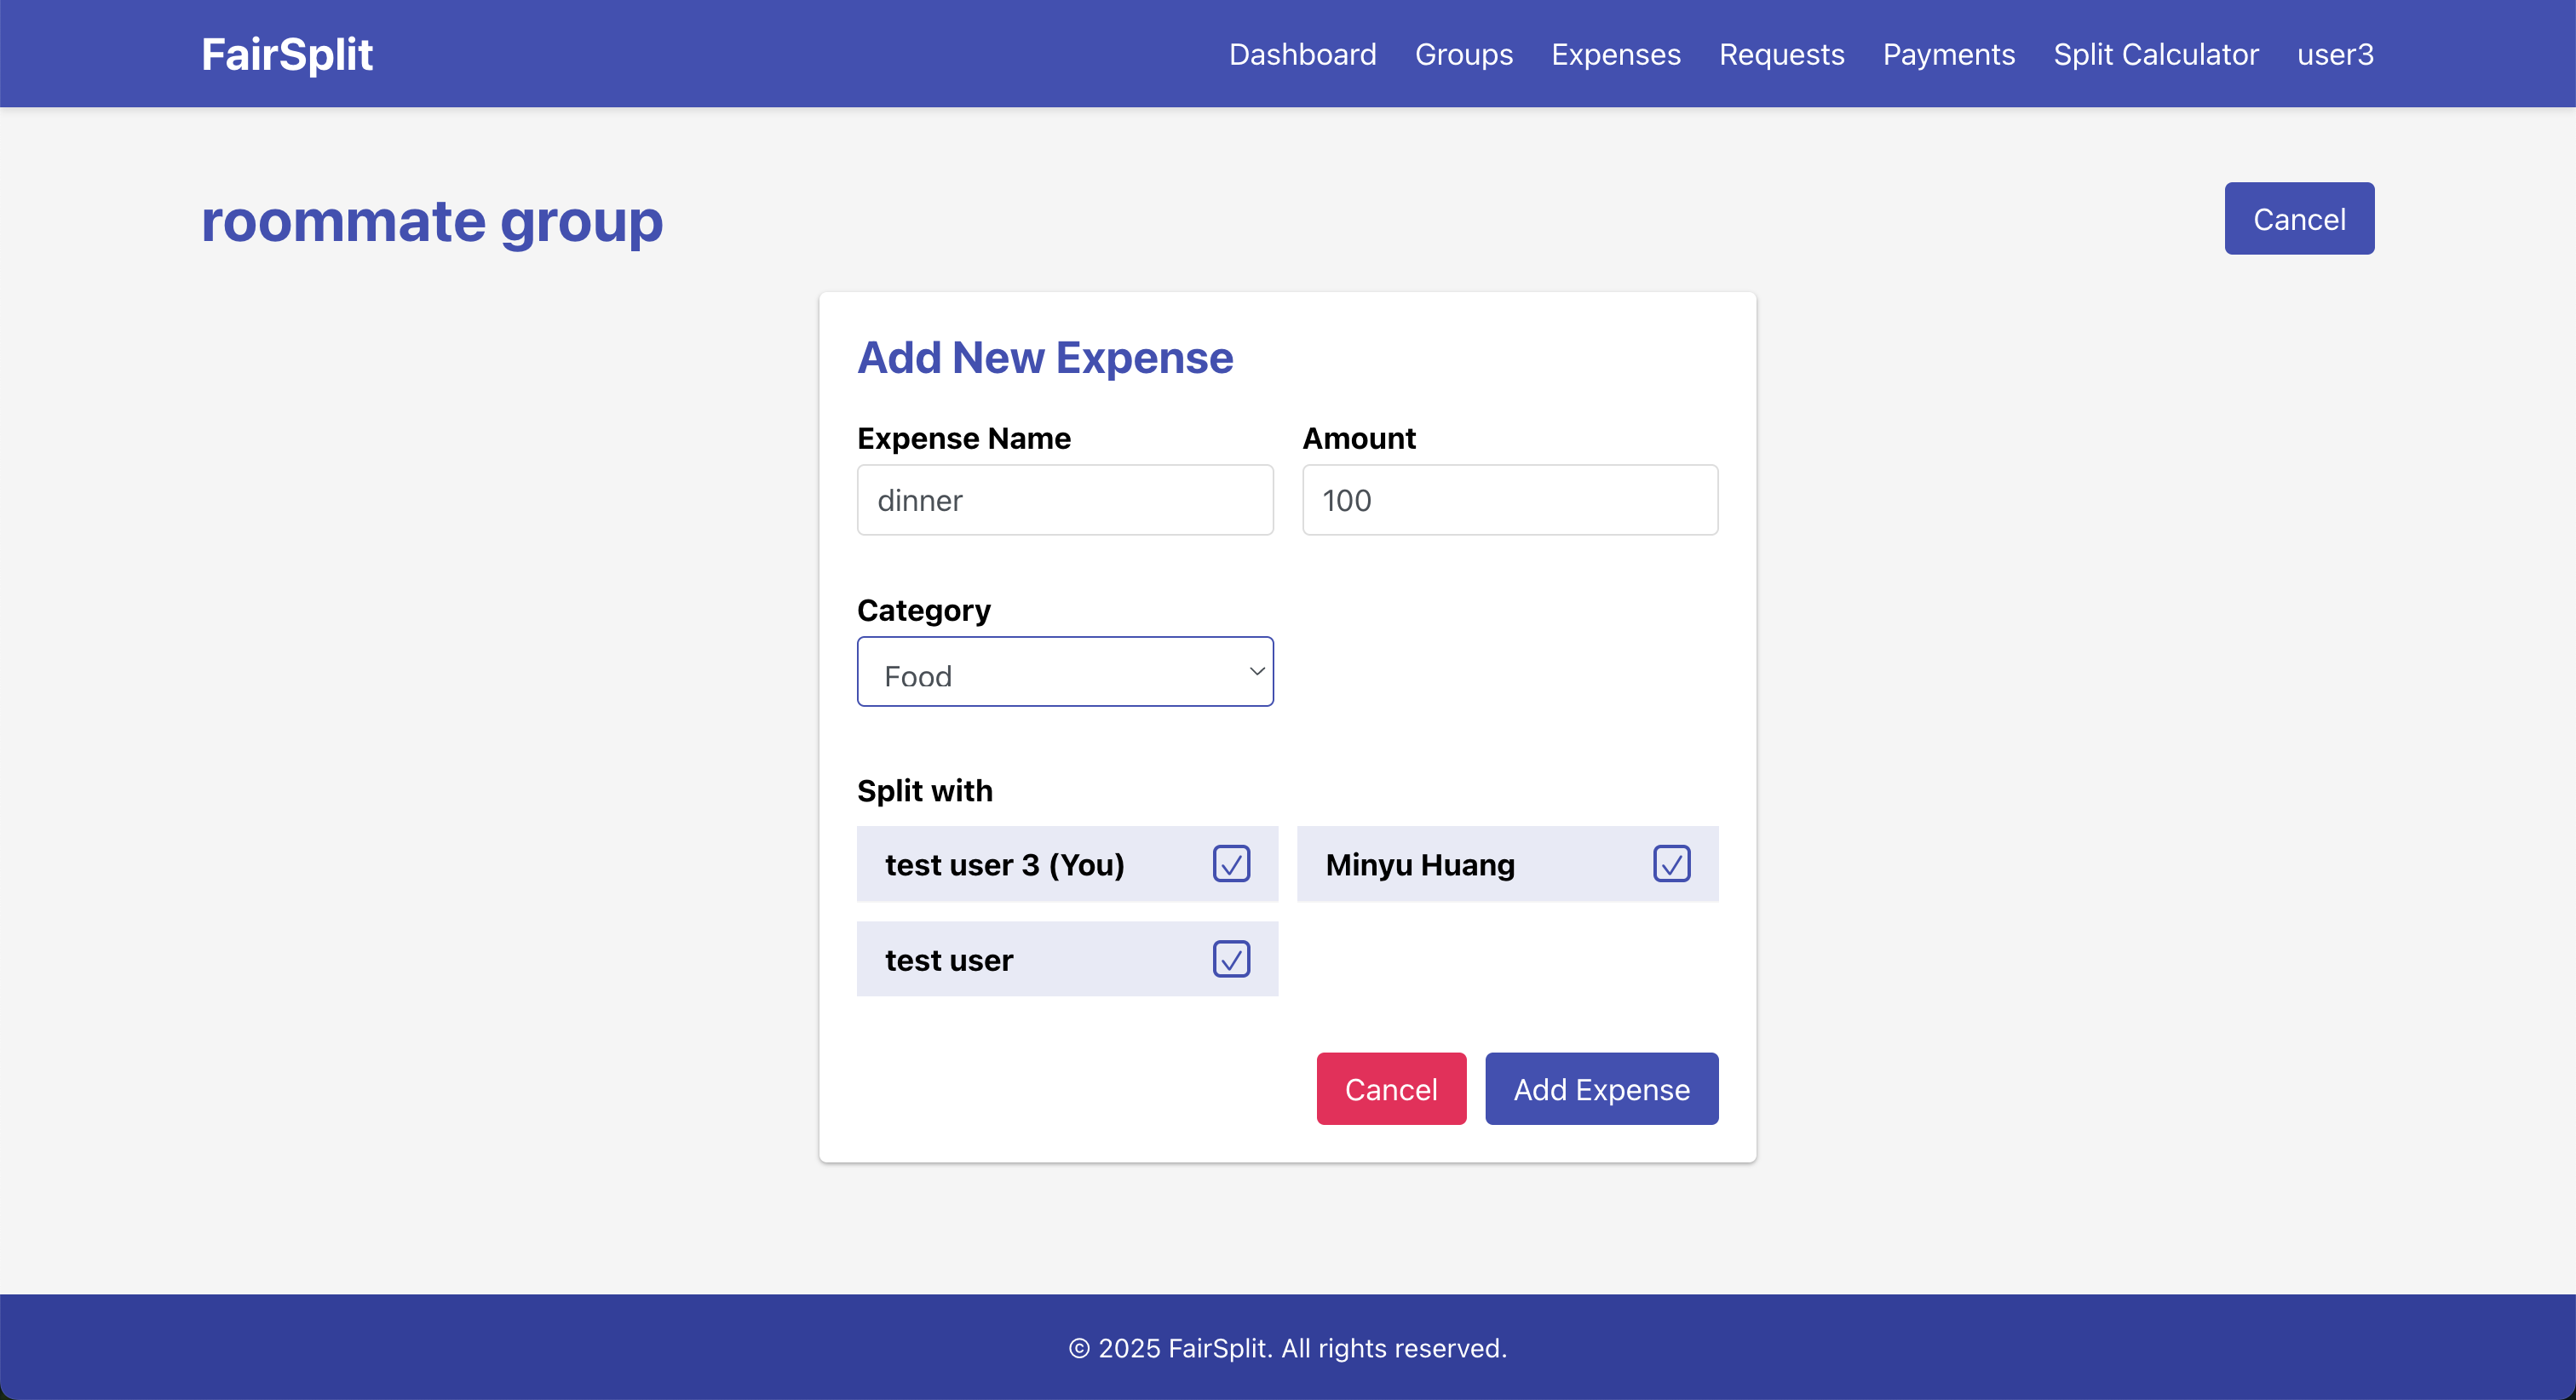 FairSplit Dashboard Groups Expenses Requests Payments Split Calculator user3
roommate group Cancel
Add New Expense
Expense Name Amount
dinner 100
Category
Food
Split with
test user 3 (You) Minyu Huang
test user
Cancel Add Expense
© 2025 FairSplit. All rights reserved.